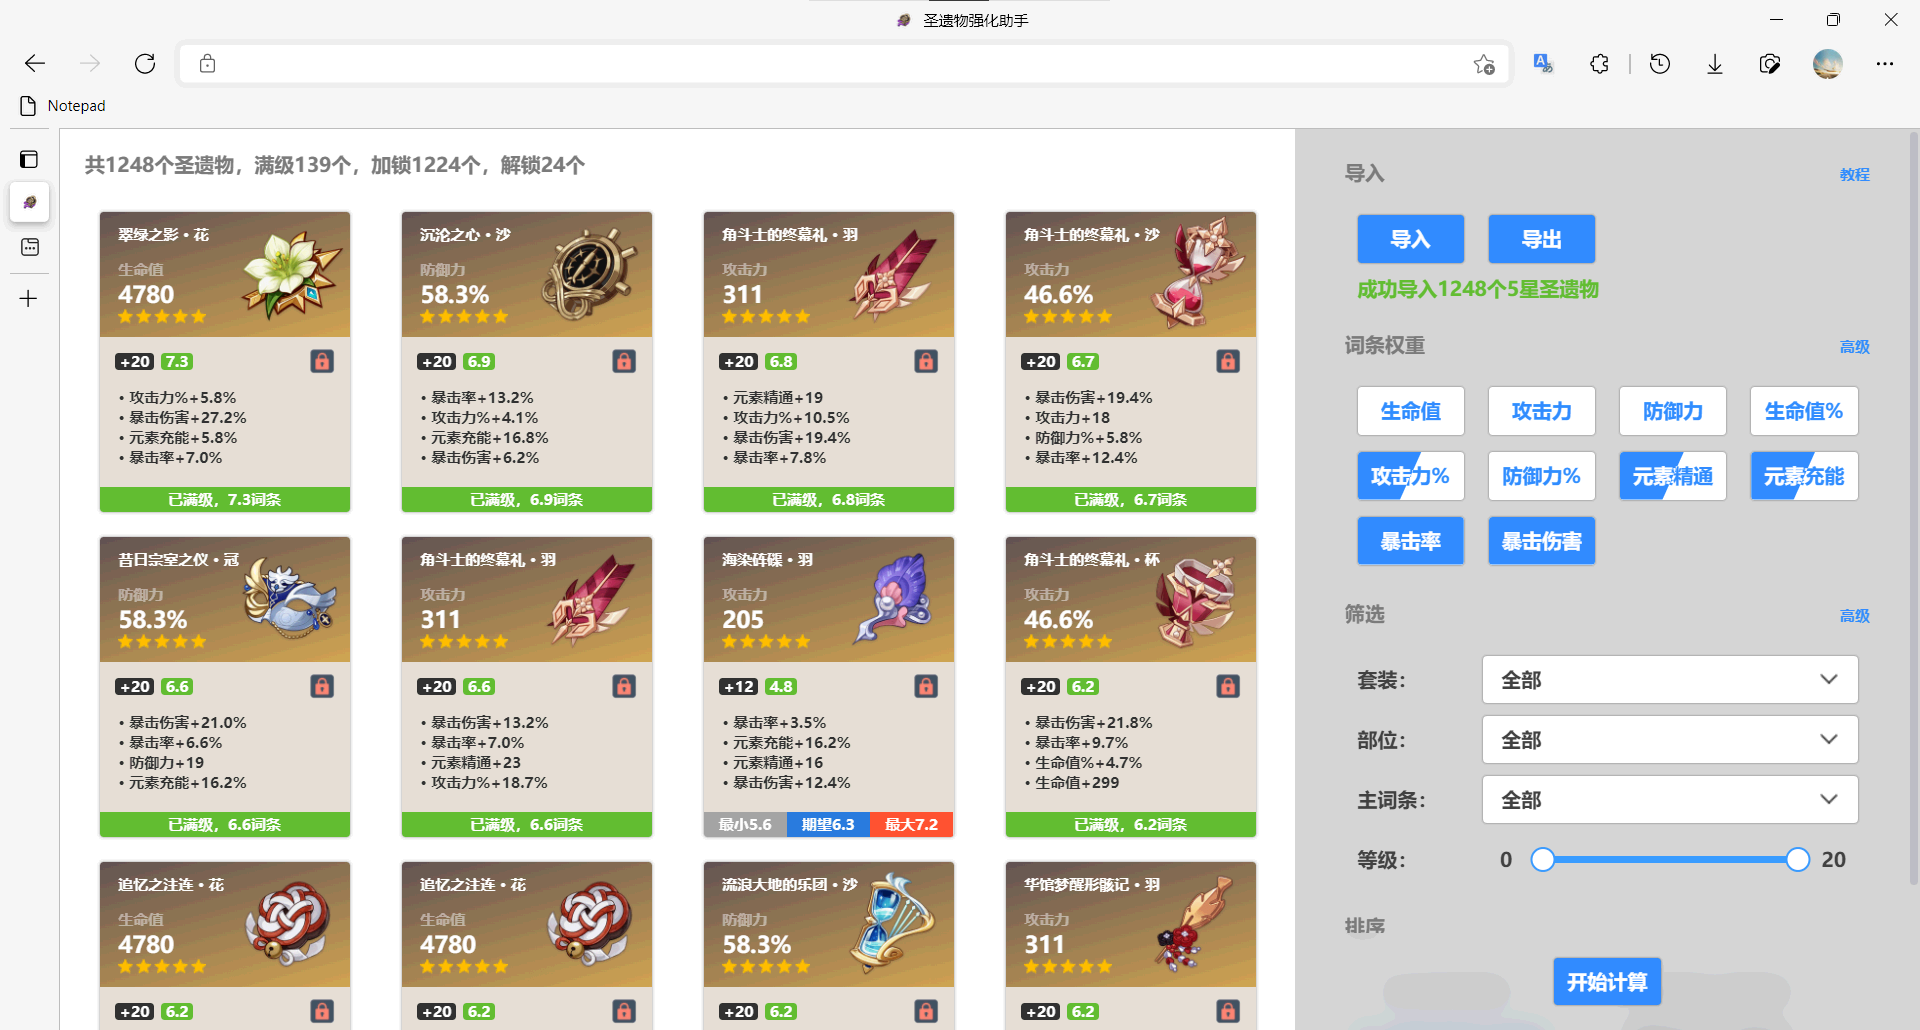 圣遗物强化助手
Notepad
共1248个圣遗物，满级139个，加锁1224个，解锁24个
翠绿之影•花
生命值
4780
+20 7.3
• 攻击力%+5.8%
• 暴击伤害+27.2%
• 元素充能+5.8%
• 暴击率+7.0%
已满级，7.3词条
沉沦之心•沙
防御力
58.3%
+20 6.9
• 暴击率+13.2%
• 攻击力%+4.1%
• 元素充能+16.8%
• 暴击伤害+6.2%
已满级，6.9词条
角斗士的终幕礼•羽
攻击力
311
+20 6.8
• 元素精通+19
• 攻击力%+10.5%
• 暴击伤害+19.4%
• 暴击率+7.8%
已满级，6.8词条
角斗士的终幕礼•沙
攻击力
46.6%
+20 6.7
• 暴击伤害+19.4%
• 攻击力+18
• 防御力%+5.8%
• 暴击率+12.4%
已满级，6.7词条
昔日宗室之仪•冠
防御力
58.3%
+20 6.6
• 暴击伤害+21.0%
• 暴击率+6.6%
• 防御力+19
• 元素充能+16.2%
已满级，6.6词条
角斗士的终幕礼•羽
攻击力
311
+20 6.6
• 暴击伤害+13.2%
• 暴击率+7.0%
• 元素精通+23
• 攻击力%+18.7%
已满级，6.6词条
海染砗磲•羽
攻击力
205
+12 4.8
• 暴击率+3.5%
• 元素充能+16.2%
• 元素精通+16
• 暴击伤害+12.4%
最小5.6 期望6.3 最大7.2
角斗士的终幕礼•杯
攻击力
46.6%
+20 6.2
• 暴击伤害+21.8%
• 暴击率+9.7%
• 生命值%+4.7%
• 生命值+299
已满级，6.2词条
追忆之注连•花
生命值
4780
+20 6.2
追忆之注连•花
生命值
4780
+20 6.2
流浪大地的乐团•沙
防御力
58.3%
+20 6.2
华馆梦醒形骸记•羽
攻击力
311
+20 6.2
导入 教程
导入 导出
成功导入1248个5星圣遗物
词条权重 高级
生命值 攻击力 防御力 生命值%
攻击力% 防御力% 元素精通 元素充能
暴击率 暴击伤害
筛选 高级
套装： 全部
部位： 全部
主词条： 全部
等级： 0 20
排序
开始计算